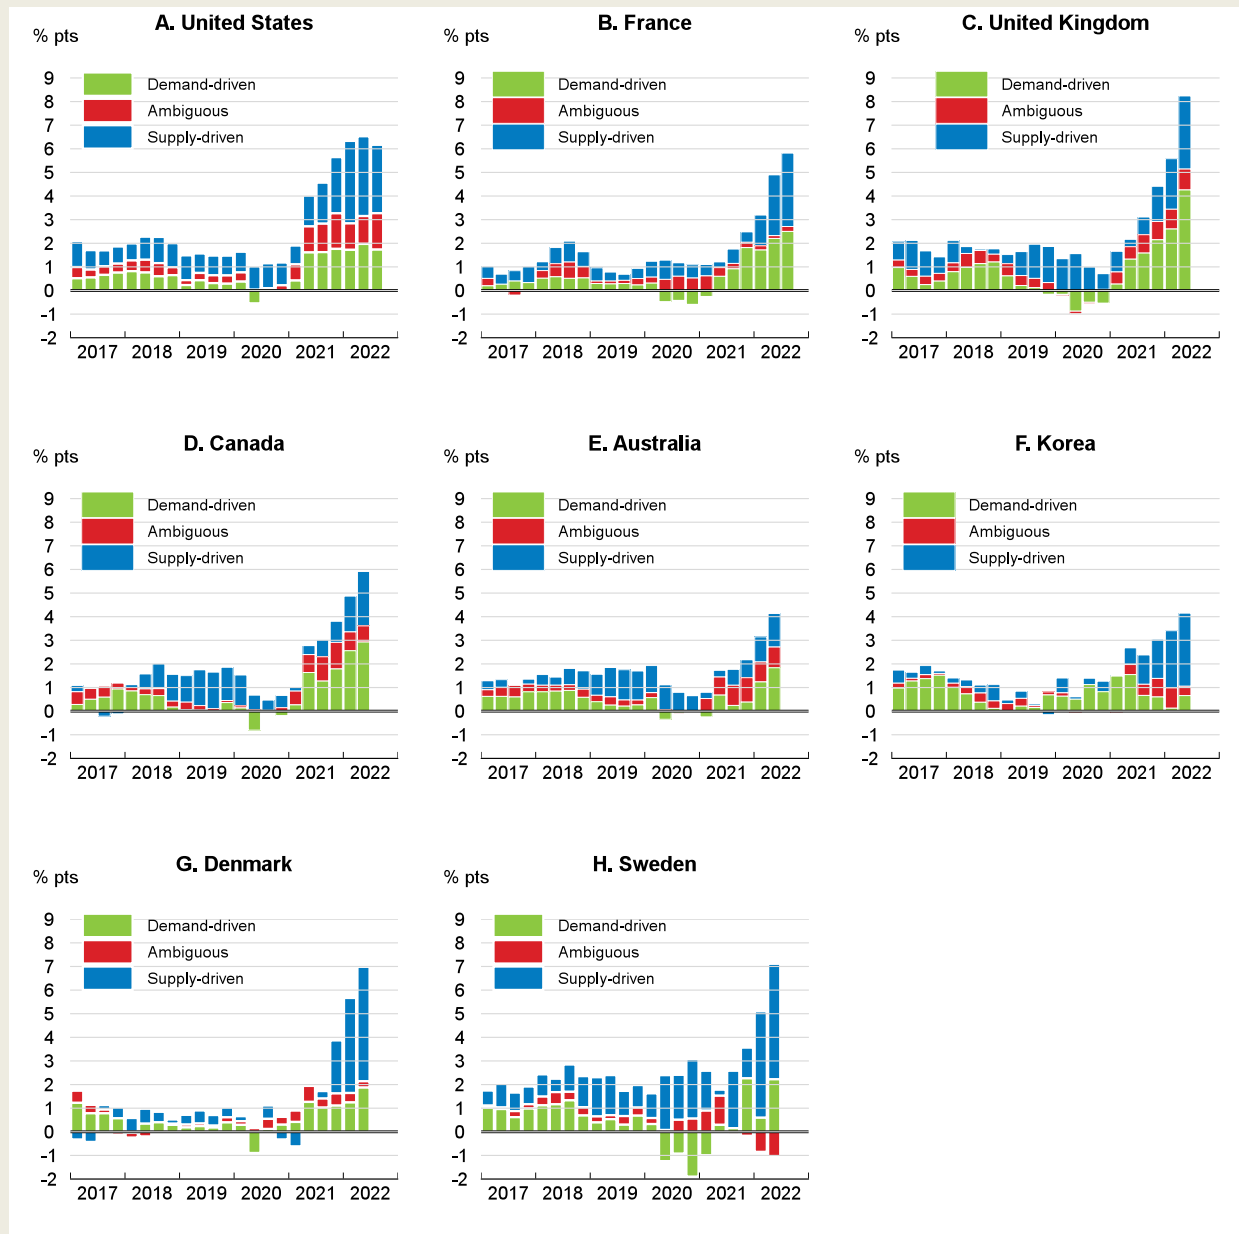 A. United States
% pts
9
8
7
6
5
4
3
2
1
0
-1
-2
Demand-driven
Ambiguous
Supply-driven
2017 2018 2019 2020 2021 2022
B. France
% pts
9
8
7
6
5
4
3
2
1
0
-1
-2
Demand-driven
Ambiguous
Supply-driven
2017 2018 2019 2020 2021 2022
C. United Kingdom
% pts
9
8
7
6
5
4
3
2
1
0
-1
-2
Demand-driven
Ambiguous
Supply-driven
2017 2018 2019 2020 2021 2022
D. Canada
% pts
9
8
7
6
5
4
3
2
1
0
-1
-2
Demand-driven
Ambiguous
Supply-driven
2017 2018 2019 2020 2021 2022
E. Australia
% pts
9
8
7
6
5
4
3
2
1
0
-1
-2
Demand-driven
Ambiguous
Supply-driven
2017 2018 2019 2020 2021 2022
F. Korea
% pts
9
8
7
6
5
4
3
2
1
0
-1
-2
Demand-driven
Ambiguous
Supply-driven
2017 2018 2019 2020 2021 2022
G. Denmark
% pts
9
8
7
6
5
4
3
2
1
0
-1
-2
Demand-driven
Ambiguous
Supply-driven
2017 2018 2019 2020 2021 2022
H. Sweden
% pts
9
8
7
6
5
4
3
2
1
0
-1
-2
Demand-driven
Ambiguous
Supply-driven
2017 2018 2019 2020 2021 2022